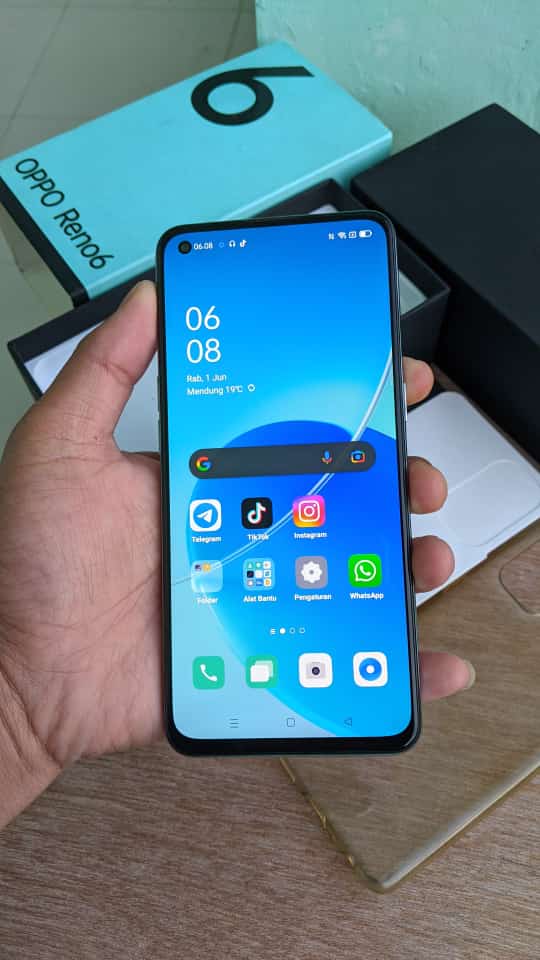 6
OPPO Reno6
06.08
06
08
Rab, 1 Jun
Mendung 19°C
Telegram
TikTok
Instagram
Folder
Alat Bantu
Pengaturan
WhatsApp